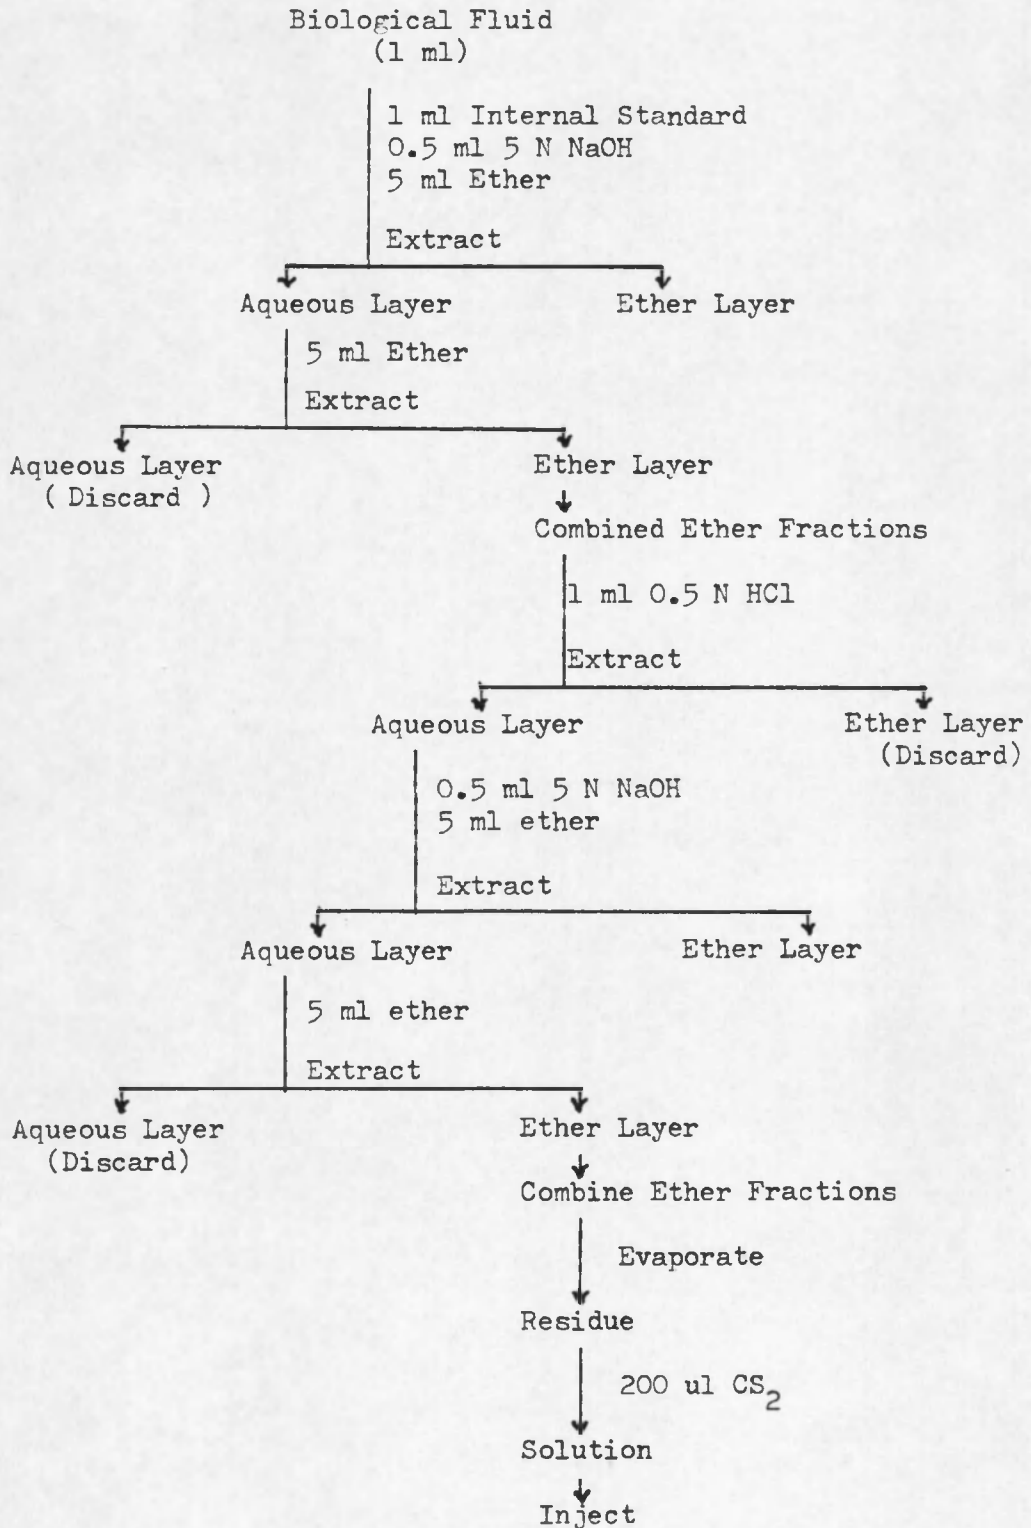 Biological Fluid
(1 ml)
1 ml Internal Standard
0.5 ml 5 N NaOH
5 ml Ether
Extract
Aqueous Layer
Ether Layer
5 ml Ether
Extract
Aqueous Layer
( Discard )
Ether Layer
Combined Ether Fractions
1 ml 0.5 N HCl
Extract
Aqueous Layer
Ether Layer
(Discard)
0.5 ml 5 N NaOH
5 ml ether
Extract
Aqueous Layer
Ether Layer
5 ml ether
Extract
Aqueous Layer
(Discard)
Ether Layer
Combine Ether Fractions
Evaporate
Residue
200 ul CS2
Solution
Inject